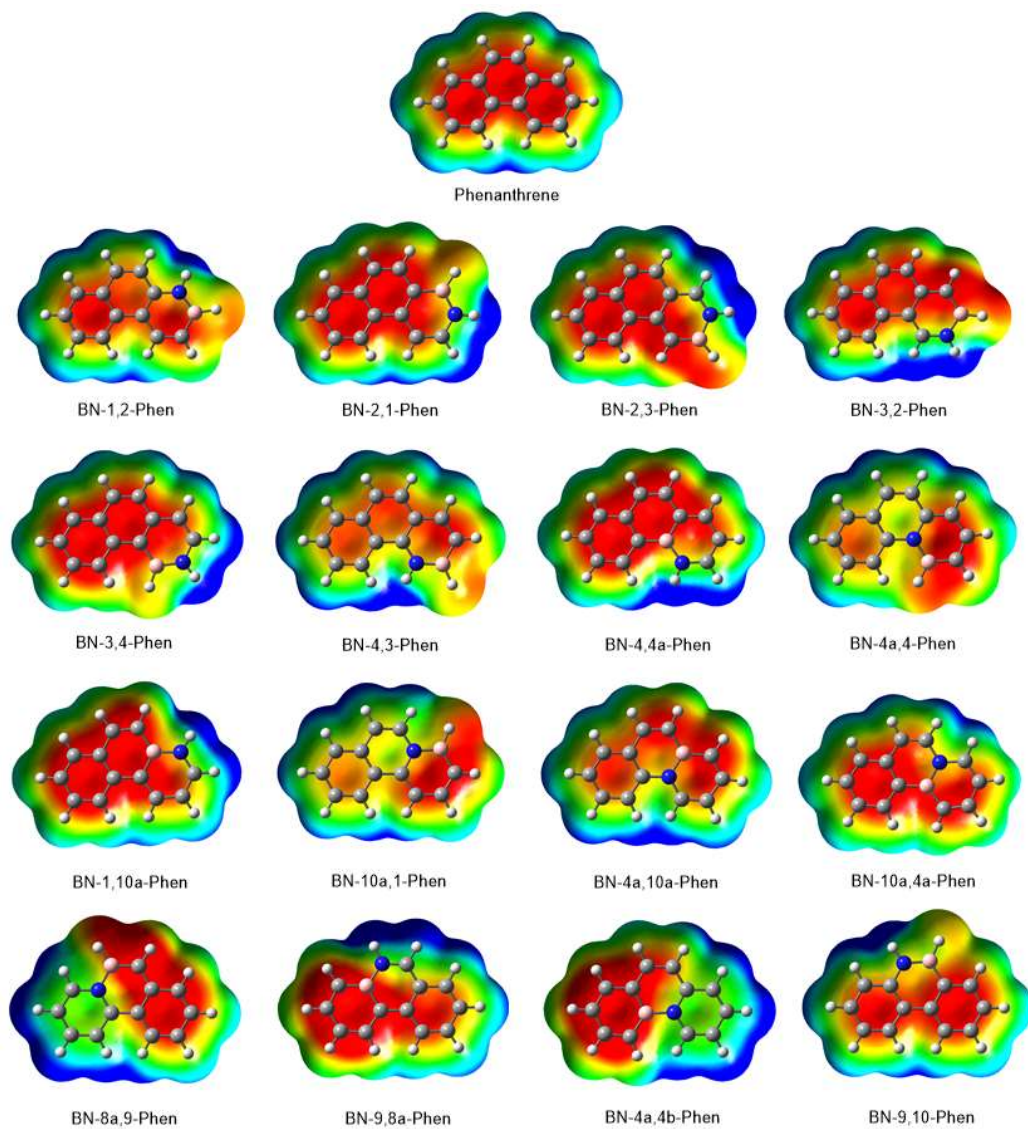 Phenanthrene
BN-1,2-Phen
BN-2,1-Phen
BN-2,3-Phen
BN-3,2-Phen
BN-3,4-Phen
BN-4,3-Phen
BN-4,4a-Phen
BN-4a,4-Phen
BN-1,10a-Phen
BN-10a,1-Phen
BN-4a,10a-Phen
BN-10a,4a-Phen
BN-8a,9-Phen
BN-9,8a-Phen
BN-4a,4b-Phen
BN-9,10-Phen